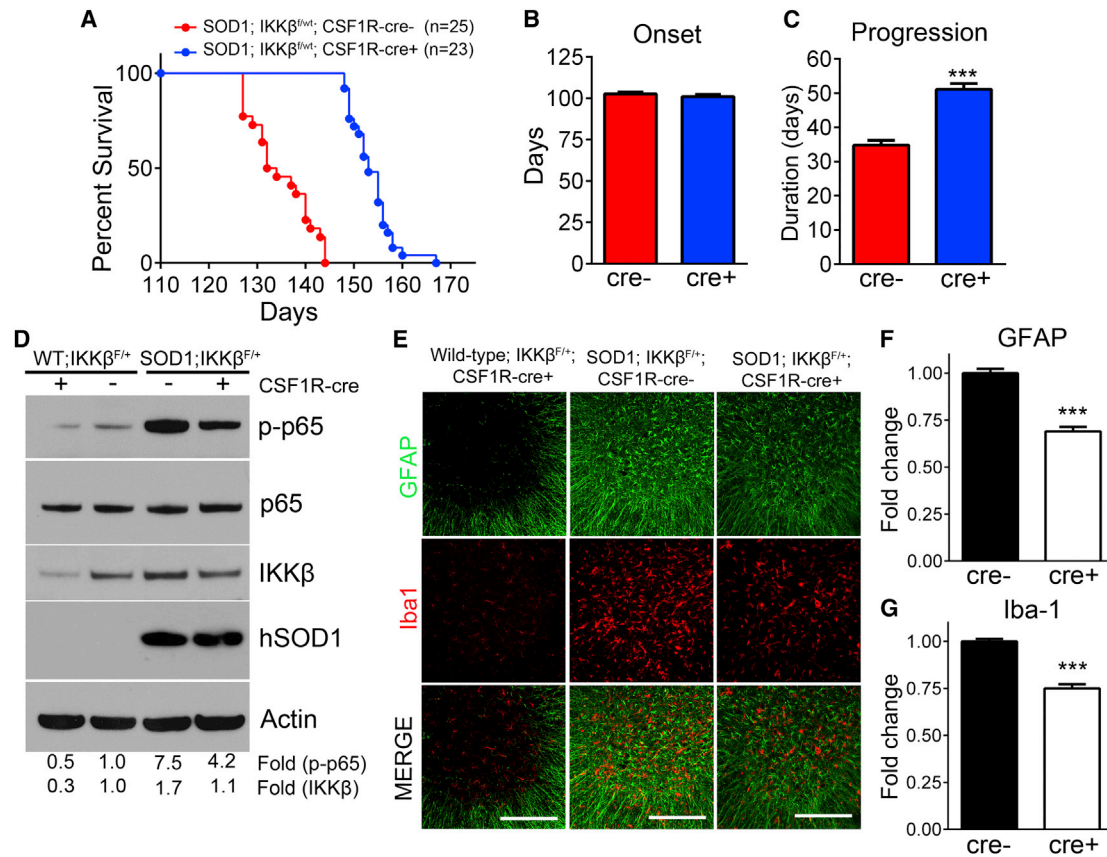 A
SOD1; IKKβf/wt; CSF1R-cre- (n=25)
SOD1; IKKβf/wt; CSF1R-cre+ (n=23)
100
50
0
Percent Survival
110 120 130 140 150 160 170
Days
B
Onset
125
100
75
50
25
0
Days
cre- cre+
C
Progression
***
60
50
40
30
20
10
0
Duration (days)
cre- cre+
D
WT;IKKβF/+ SOD1;IKKβF/+
+ - - + CSF1R-cre
p-p65
p65
IKKβ
hSOD1
Actin
0.5 1.0 7.5 4.2 Fold (p-p65)
0.3 1.0 1.7 1.1 Fold (IKKβ)
E
Wild-type; IKKβF/+; CSF1R-cre+
SOD1; IKKβF/+; CSF1R-cre-
SOD1; IKKβF/+; CSF1R-cre+
GFAP
Iba1
MERGE
F
GFAP
***
1.00
0.75
0.50
0.25
0.00
Fold change
cre- cre+
G
Iba-1
***
1.00
0.75
0.50
0.25
0.00
Fold change
cre- cre+